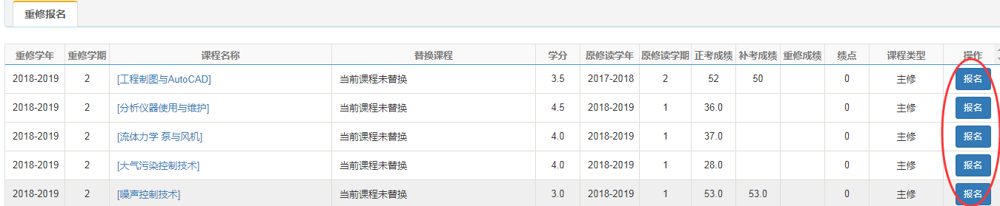 重修报名
重修学年 重修学期 课程名称 替换课程 学分 原修读学年 原修读学期 正考成绩 补考成绩 重修成绩 绩点 课程类型 操作
2018-2019 2 [工程制图与AutoCAD] 当前课程未替换 3.5 2017-2018 2 52 50 0 主修 报名
2018-2019 2 [分析仪器使用与维护] 当前课程未替换 4.5 2018-2019 1 36.0 0 主修 报名
2018-2019 2 [流体力学 泵与风机] 当前课程未替换 4.0 2018-2019 1 37.0 0 主修 报名
2018-2019 2 [大气污染控制技术] 当前课程未替换 4.0 2018-2019 1 28.0 0 主修 报名
2018-2019 2 [噪声控制技术] 当前课程未替换 3.0 2018-2019 1 53.0 53.0 0 主修 报名